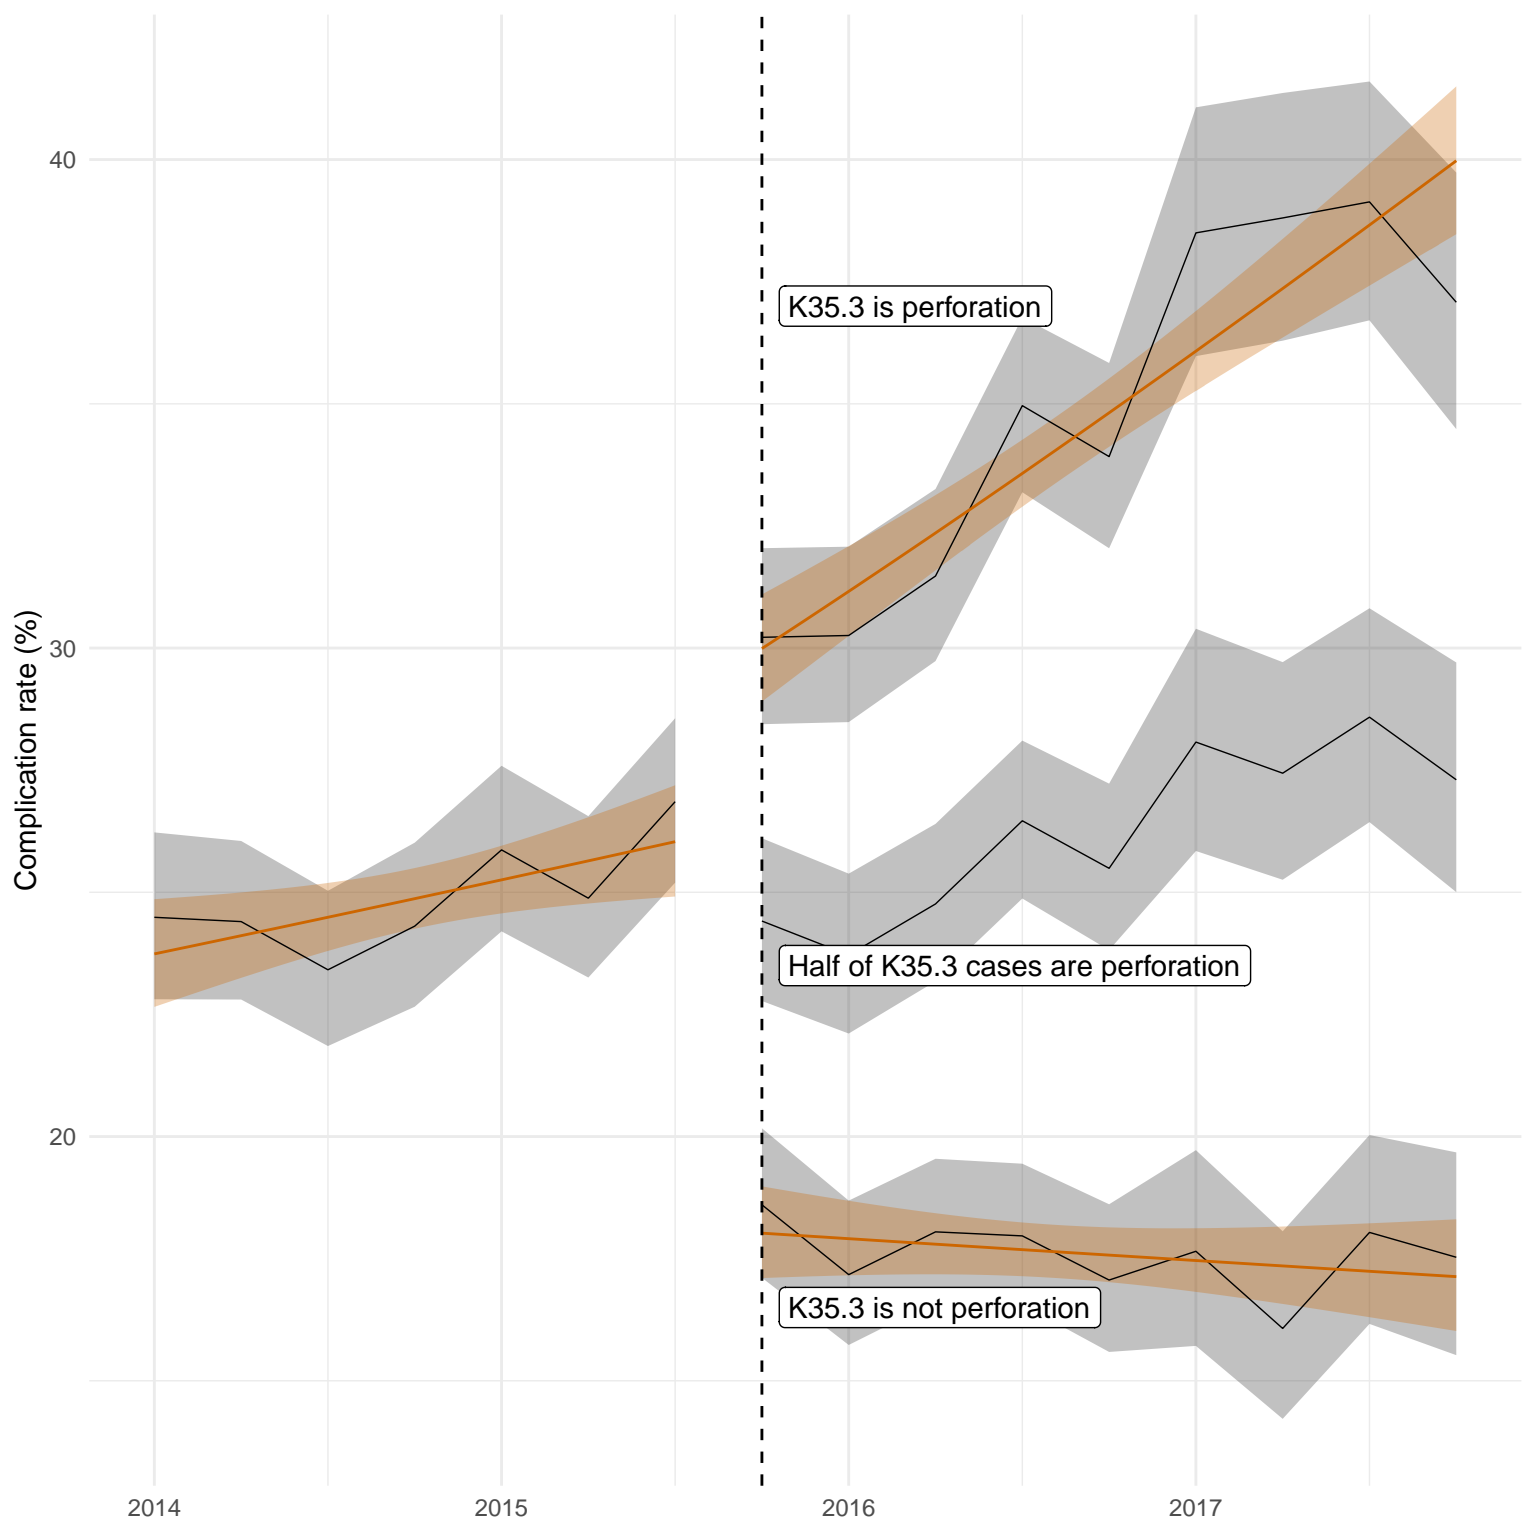 Complication rate (%)
40
30
20
K35.3 is perforation
Half of K35.3 cases are perforation
K35.3 is not perforation
2014
2015
2016
2017